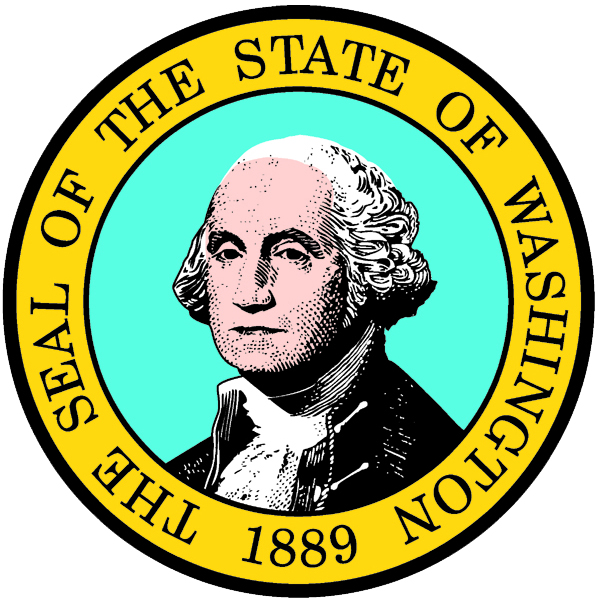 THE SEAL OF THE STATE OF WASHINGTON
1889